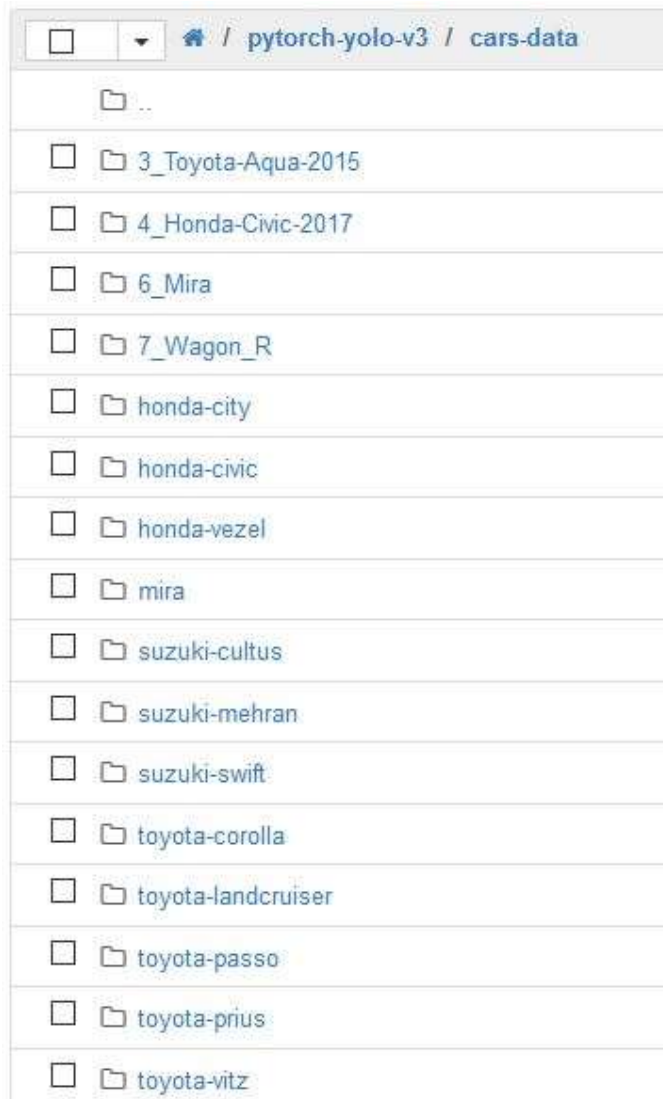 / pytorch-yolo-v3 / cars-data
..
3_Toyota-Aqua-2015
4_Honda-Civic-2017
6_Mira
7_Wagon_R
honda-city
honda-civic
honda-vezel
mira
suzuki-cultus
suzuki-mehran
suzuki-swift
toyota-corolla
toyota-landcruiser
toyota-passo
toyota-prius
toyota-vitz